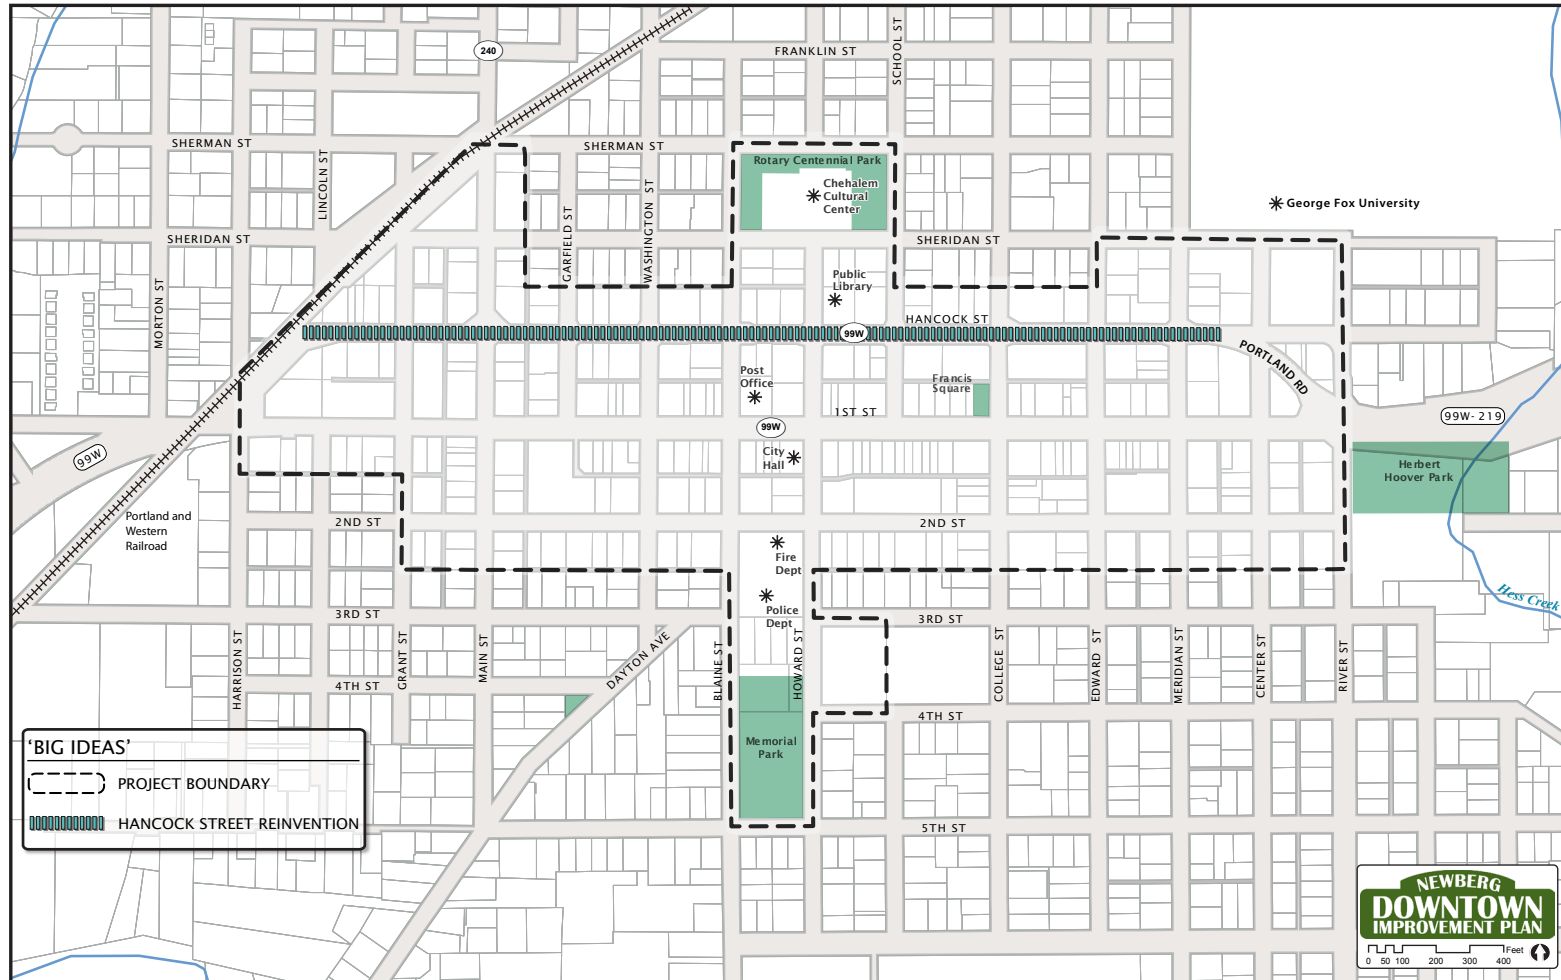 FRANKLIN ST
SCHOOL ST
240
SHERMAN ST
SHERMAN ST
LINCOLN ST
Rotary Centennial Park
Chehalem
Cultural
Center
George Fox University
SHERIDAN ST
SHERIDAN ST
GARFIELD ST
WASHINGTON ST
MORTON ST
Public
Library
HANCOCK ST
99W
PORTLAND RD
Post
Office
Francis
Square
1ST ST
99W
99W-219
99W
City
Hall
Herbert
Hoover Park
Portland and
Western
Railroad
2ND ST
2ND ST
Fire
Dept
Police
Dept
Hess Creek
3RD ST
3RD ST
HARRISON ST
GRANT ST
MAIN ST
DAYTON AVE
BLAINE ST
HOWARD ST
COLLEGE ST
EDWARD ST
MERIDIAN ST
CENTER ST
RIVER ST
4TH ST
4TH ST
Memorial
Park
5TH ST
'BIG IDEAS'
PROJECT BOUNDARY
HANCOCK STREET REINVENTION
NEWBERG
DOWNTOWN
IMPROVEMENT PLAN
Feet
0 50 100 200 300 400